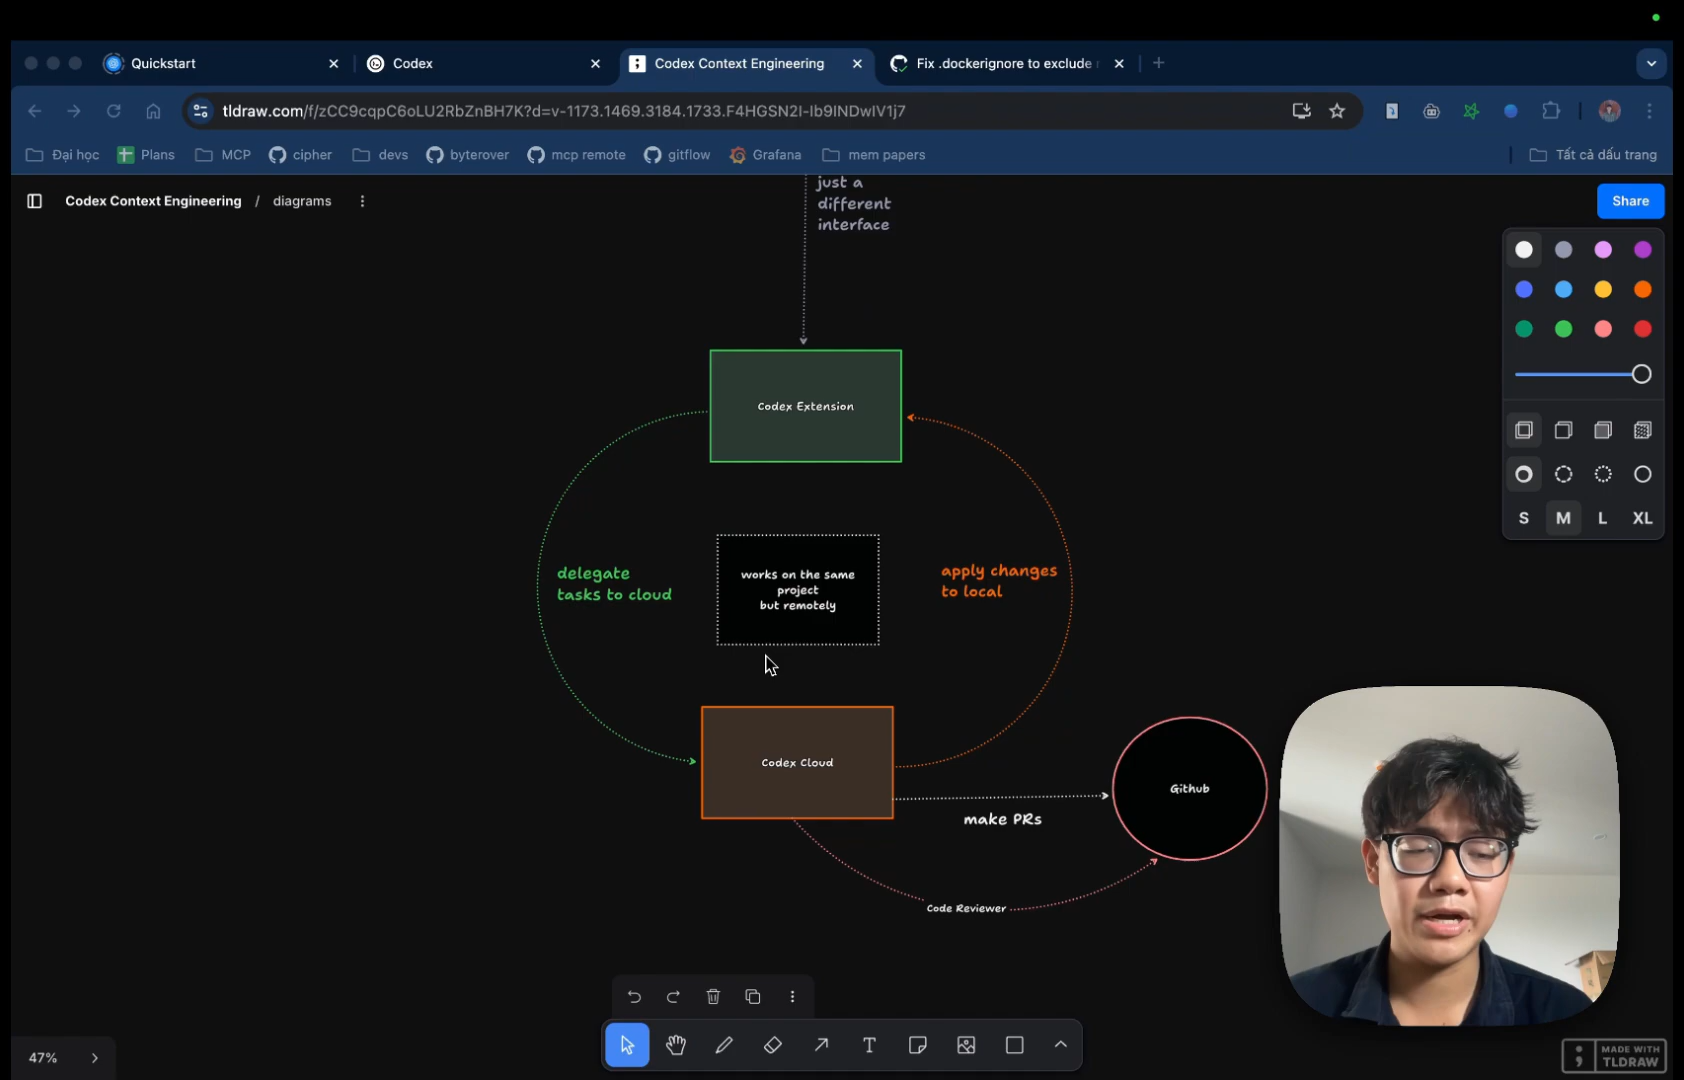 Quickstart
Codex
Codex Context Engineering
Fix .dockerignore to exclude
tldraw.com/f/zCC9cqpC6oLU2RbZnBH7K?d=v-1173.1469.3184.1733.F4HGSN2I-Ib9INDwIV1j7
Đại học
Plans
MCP
cipher
devs
byterover
mcp remote
gitflow
Grafana
mem papers
Tất cả dấu trang
Codex Context Engineering / diagrams
Share
just a
different
interface
Codex Extension
delegate
tasks to cloud
works on the same
project
but remotely
apply changes
to local
Codex Cloud
make PRs
Github
Code Reviewer
S M L XL
T
47%
MADE WITH
TLDRAW